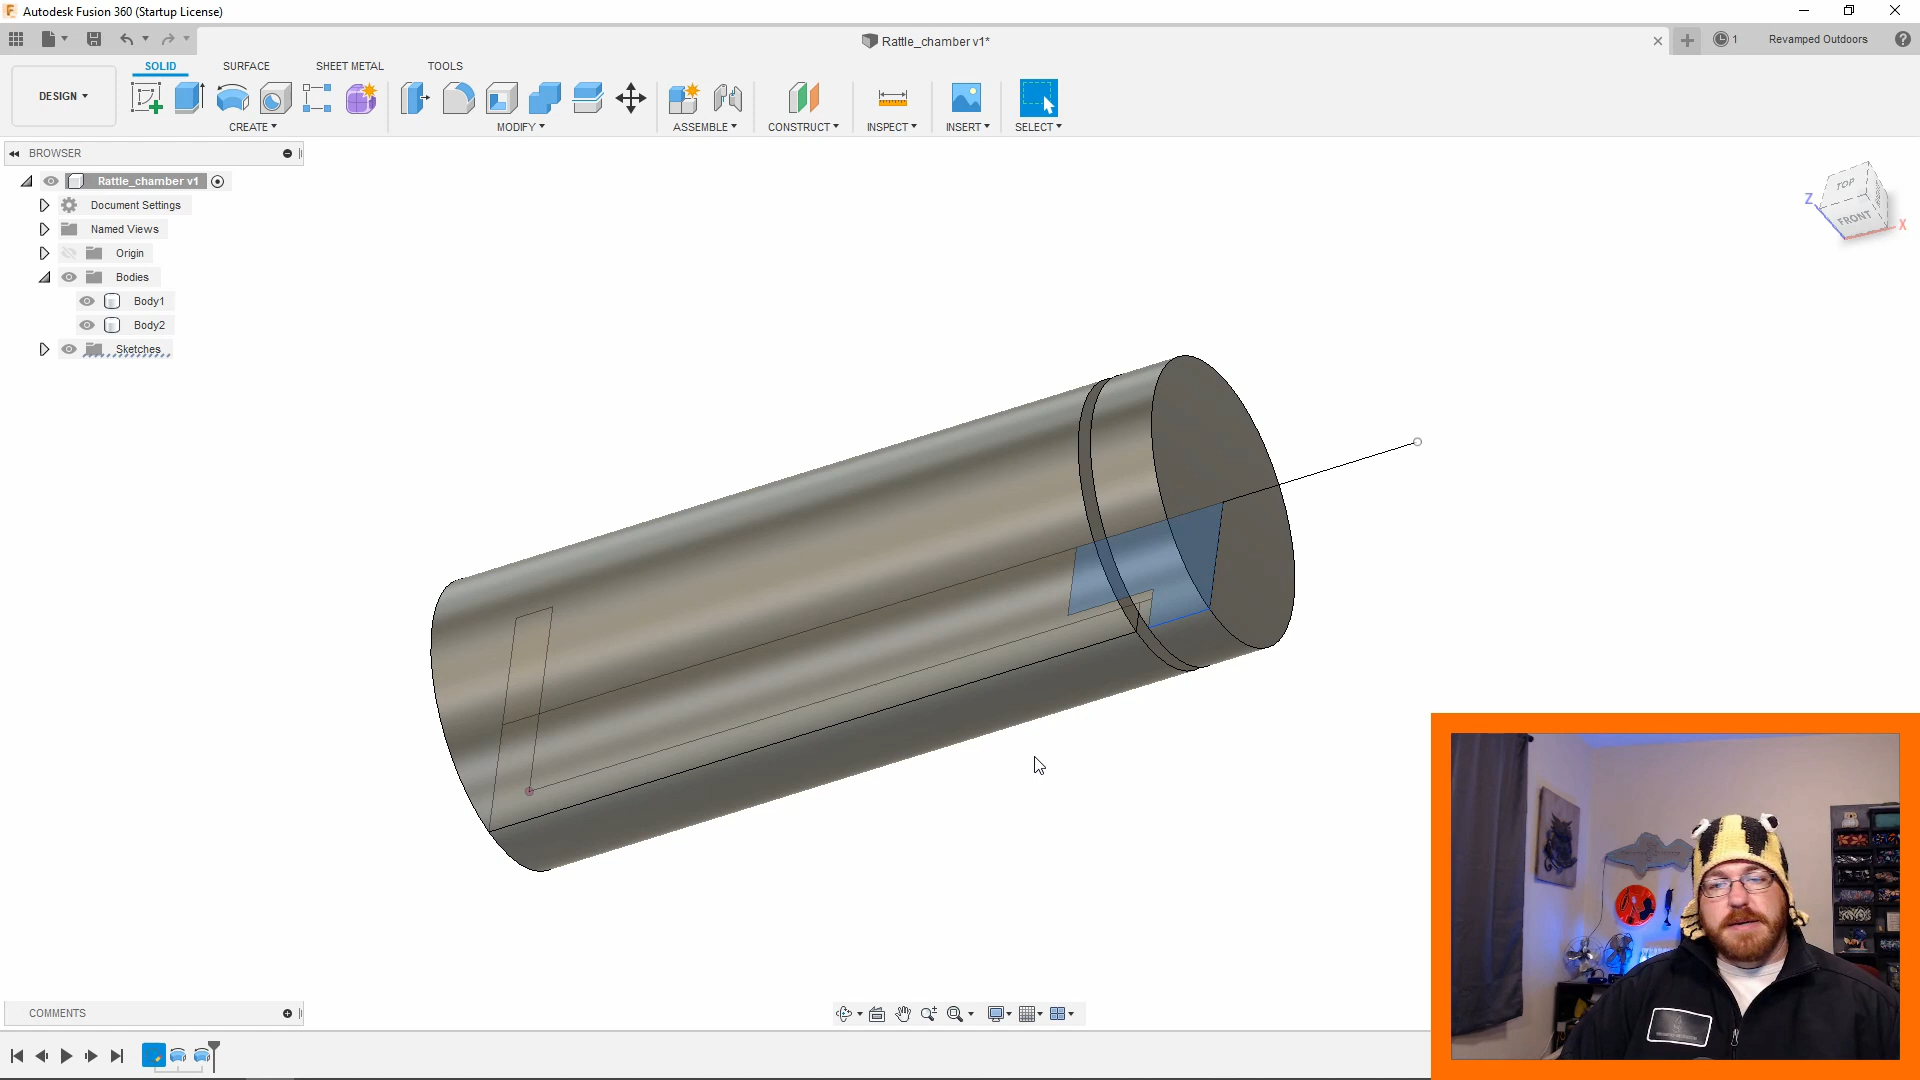 Autodesk Fusion 360 (Startup License)
Rattle_chamber v1*
1
Revamped Outdoors
DESIGN
SOLID
SURFACE
SHEET METAL
TOOLS
CREATE
MODIFY
ASSEMBLE
CONSTRUCT
INSPECT
INSERT
SELECT
BROWSER
Rattle_chamber v1
Document Settings
Named Views
Origin
Bodies
Body1
Body2
Sketches
TOP
FRONT
Z
X
COMMENTS